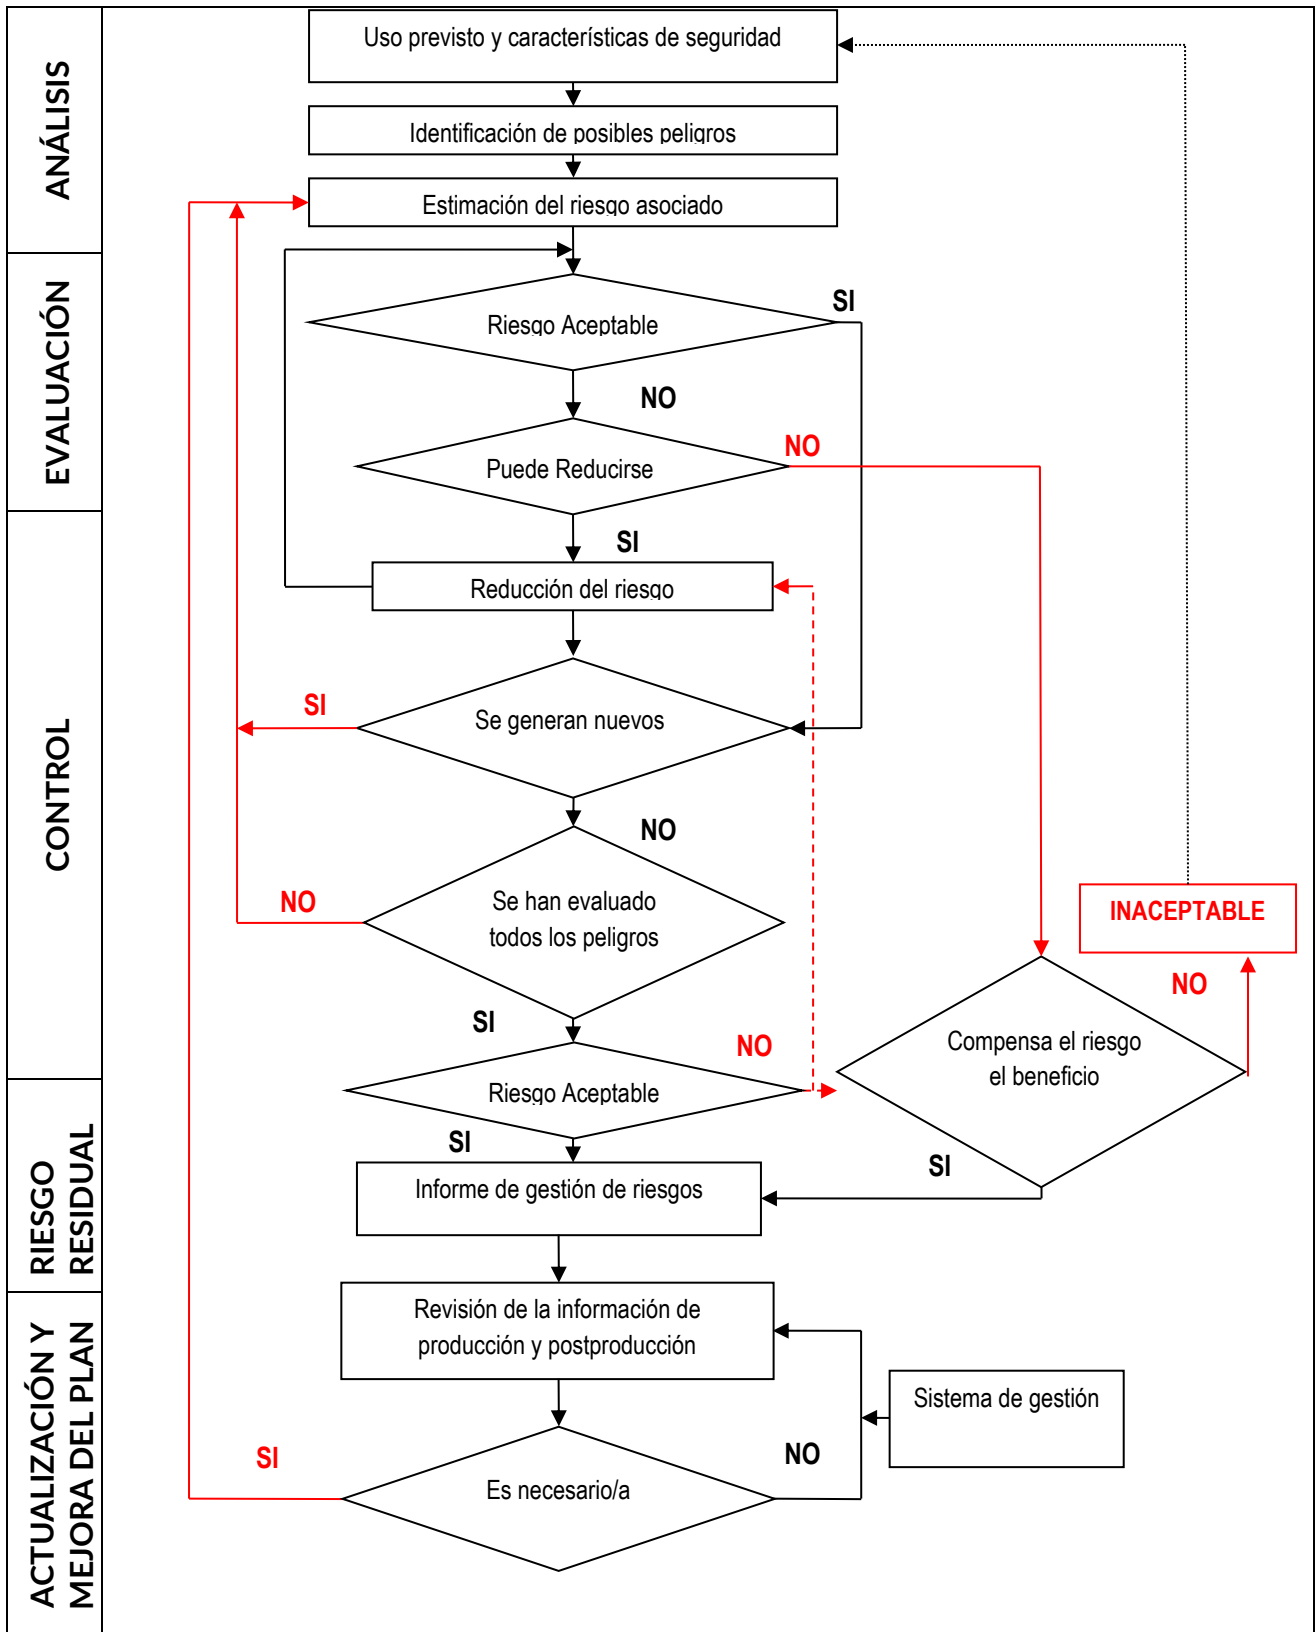 ANÁLISIS
Uso previsto y características de seguridad
Identificación de posibles peligros
Estimación del riesgo asociado
EVALUACIÓN
Riesgo Aceptable
SI
NO
Puede Reducirse
NO
SI
CONTROL
Reducción del riesgo
Se generan nuevos
SI
NO
Se han evaluado
todos los peligros
NO
SI
INACEPTABLE
NO
Compensa el riesgo
el beneficio
SI
Riesgo Aceptable
NO
SI
RIESGO
RESIDUAL
Informe de gestión de riesgos
ACTUALIZACIÓN Y
MEJORA DEL PLAN
Revisión de la información de
producción y postproducción
Sistema de gestión
Es necesario/a
SI
NO